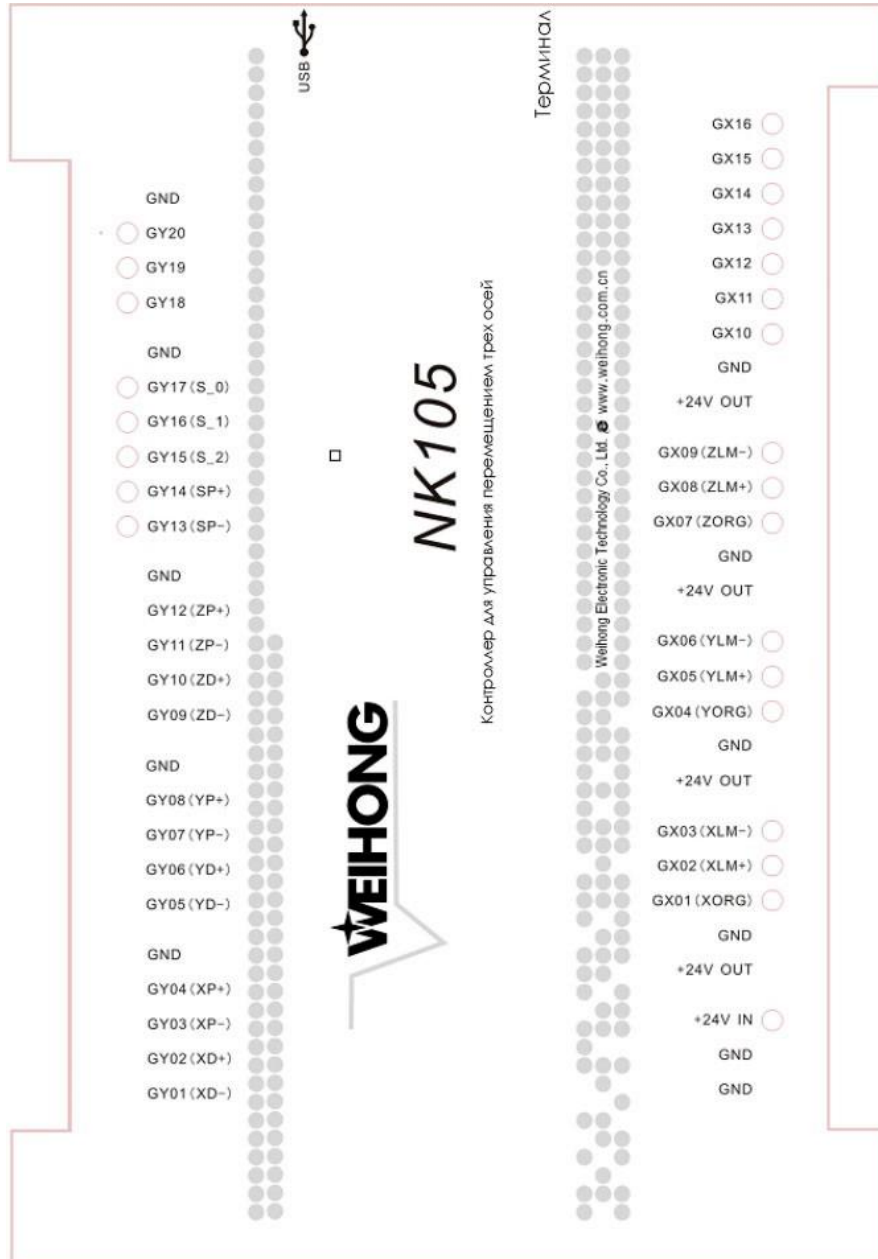 USB
Терминал
GND
GY20
GY19
GY18
GND
GY17(S_0)
GY16(S_1)
GY15(S_2)
GY14(SP+)
GY13(SP-)
GND
GY12(ZP+)
GY11(ZP-)
GY10(ZD+)
GY09(ZD-)
GND
GY08(YP+)
GY07(YP-)
GY06(YD+)
GY05(YD-)
GND
GY04(XP+)
GY03(XP-)
GY02(XD+)
GY01(XD-)
WEIHONG
NK105
Контроллер для управления перемещением трех осей
Weihong Electronic Technology Co., Ltd. www.weihong.com.cn
GX16
GX15
GX14
GX13
GX12
GX11
GX10
GND
+24V OUT
GX09(ZLM-)
GX08(ZLM+)
GX07(ZORG)
GND
+24V OUT
GX06(YLM-)
GX05(YLM+)
GX04(YORG)
GND
+24V OUT
GX03(XLM-)
GX02(XLM+)
GX01(XORG)
GND
+24V OUT
+24V IN
GND
GND